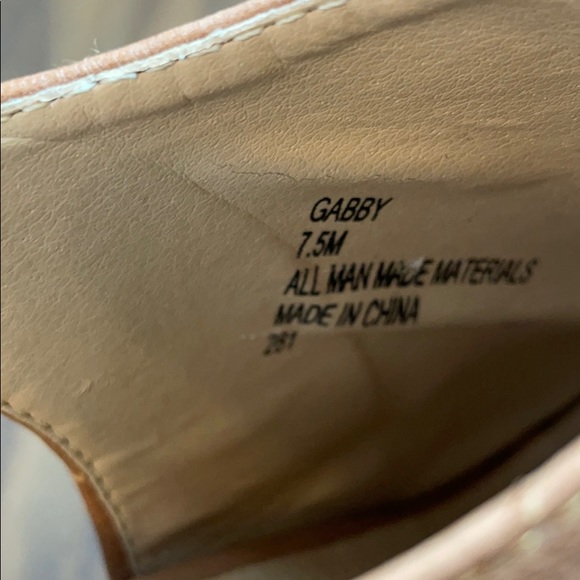 GABBY
7.5M
ALL MAN MADE MATERIALS
MADE IN CHINA
281